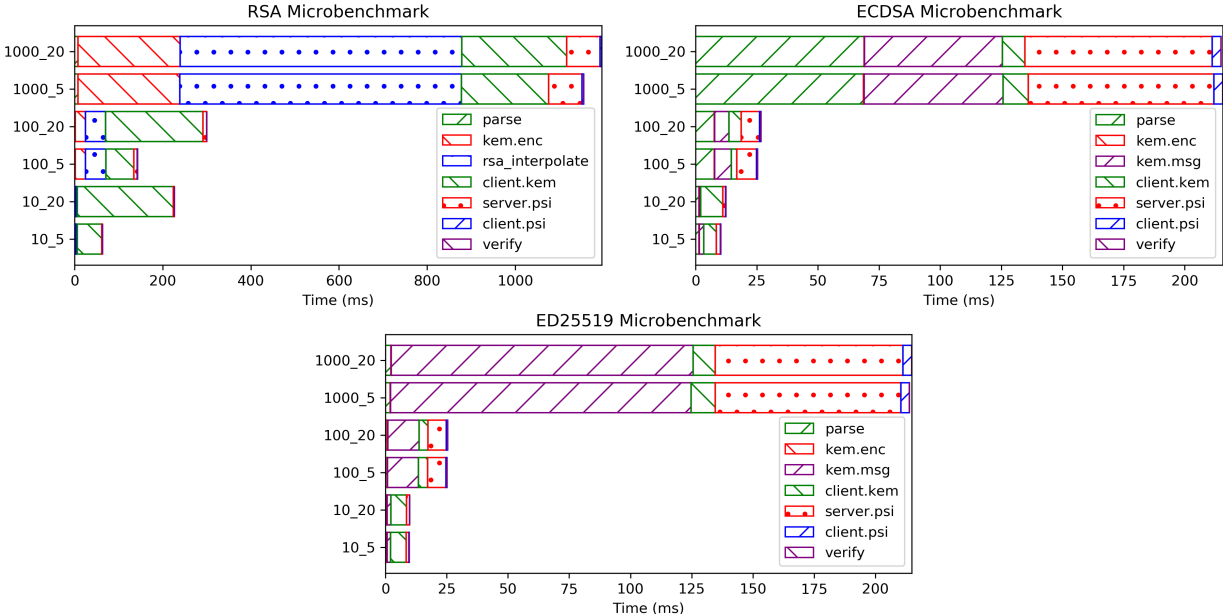 RSA Microbenchmark
1000_20
1000_5
100_20
100_5
10_20
10_5
parse
kem.enc
rsa_interpolate
client.kem
server.psi
client.psi
verify
0 200 400 600 800 1000
Time (ms)
ECDSA Microbenchmark
1000_20
1000_5
100_20
100_5
10_20
10_5
parse
kem.enc
kem.msg
client.kem
server.psi
client.psi
verify
0 25 50 75 100 125 150 175 200
Time (ms)
ED25519 Microbenchmark
1000_20
1000_5
100_20
100_5
10_20
10_5
parse
kem.enc
kem.msg
client.kem
server.psi
client.psi
verify
0 25 50 75 100 125 150 175 200
Time (ms)